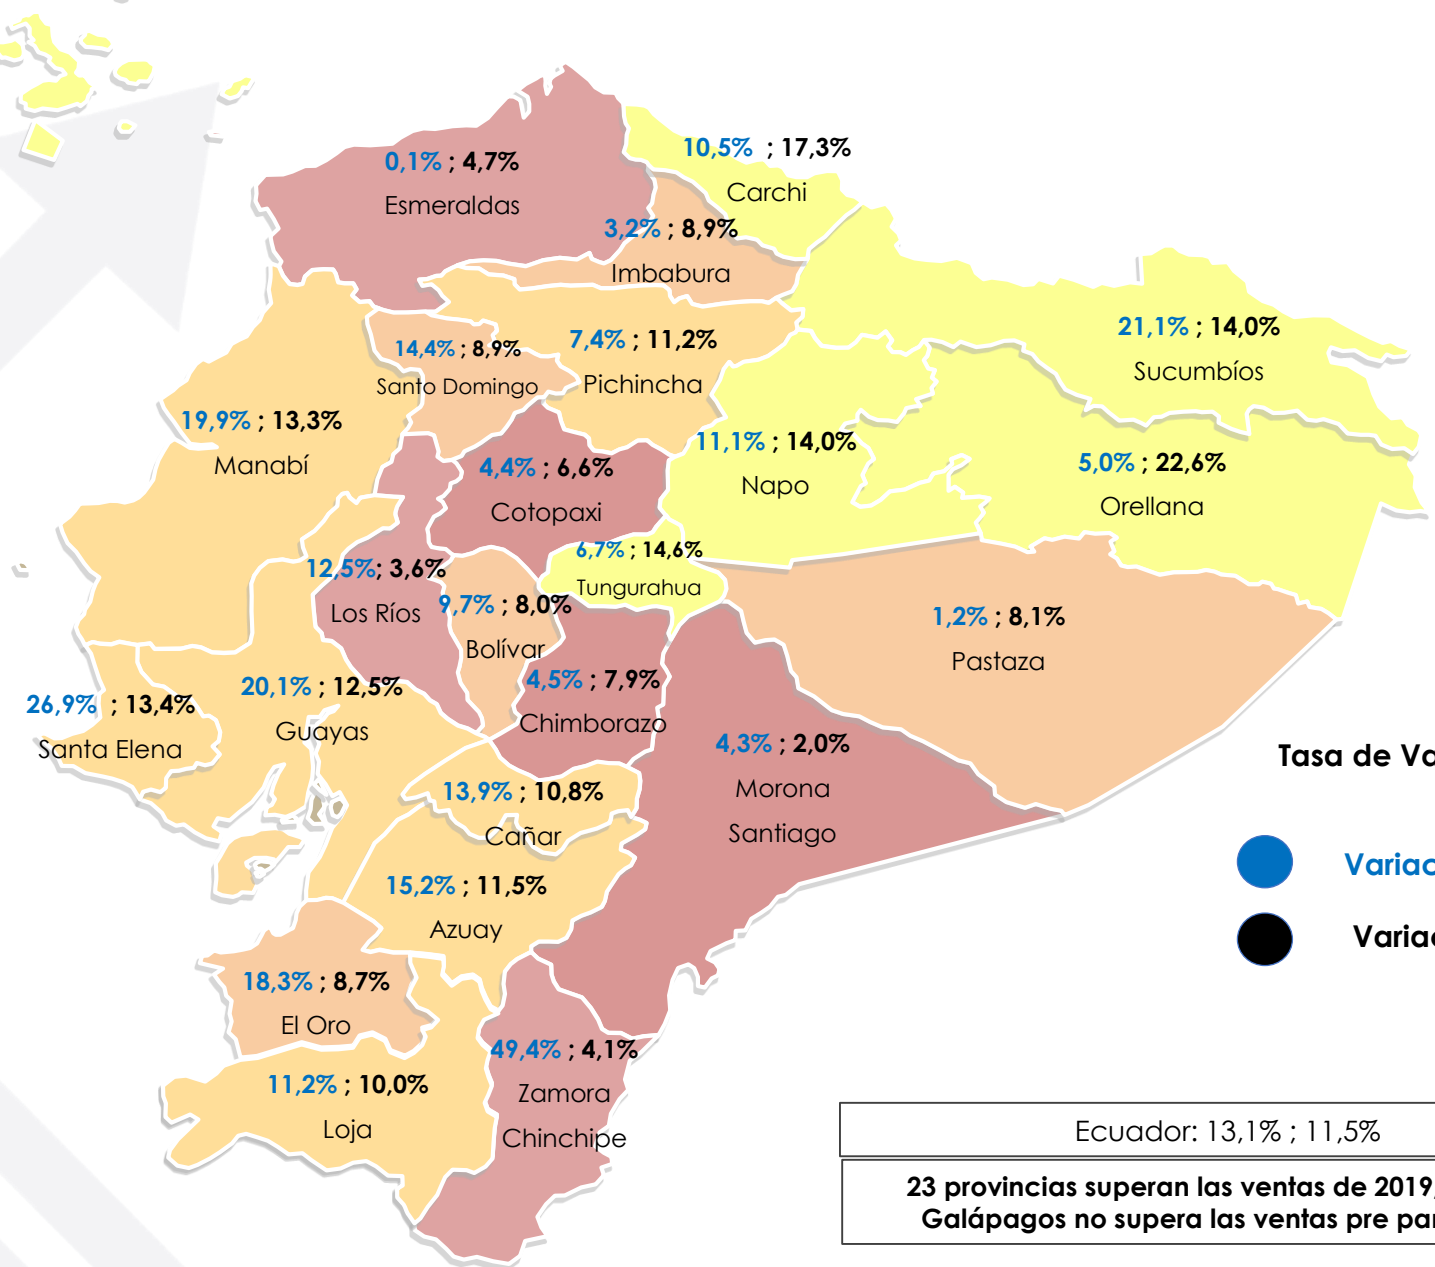 0,1% ; 4,7%
Esmeraldas
10,5% ; 17,3%
Carchi
3,2% ; 8,9%
Imbabura
21,1% ; 14,0%
Sucumbíos
14,4% ; 8,9%
Santo Domingo
7,4% ; 11,2%
Pichincha
19,9% ; 13,3%
Manabí
4,4% ; 6,6%
Cotopaxi
11,1% ; 14,0%
Napo
5,0% ; 22,6%
Orellana
6,7% ; 14,6%
Tungurahua
12,5%; 3,6%
Los Ríos
9,7% ; 8,0%
Bolívar
1,2% ; 8,1%
Pastaza
26,9% ; 13,4%
Santa Elena
20,1% ; 12,5%
Guayas
4,5% ; 7,9%
Chimborazo
4,3% ; 2,0%
Morona
Santiago
13,9% ; 10,8%
Cañar
15,2% ; 11,5%
Azuay
18,3% ; 8,7%
El Oro
49,4% ; 4,1%
Zamora
Chinchipe
11,2% ; 10,0%
Loja
Tasa de Va
Variac
Variac
Ecuador: 13,1% ; 11,5%
23 provincias superan las ventas de 2019,
Galápagos no supera las ventas pre pan